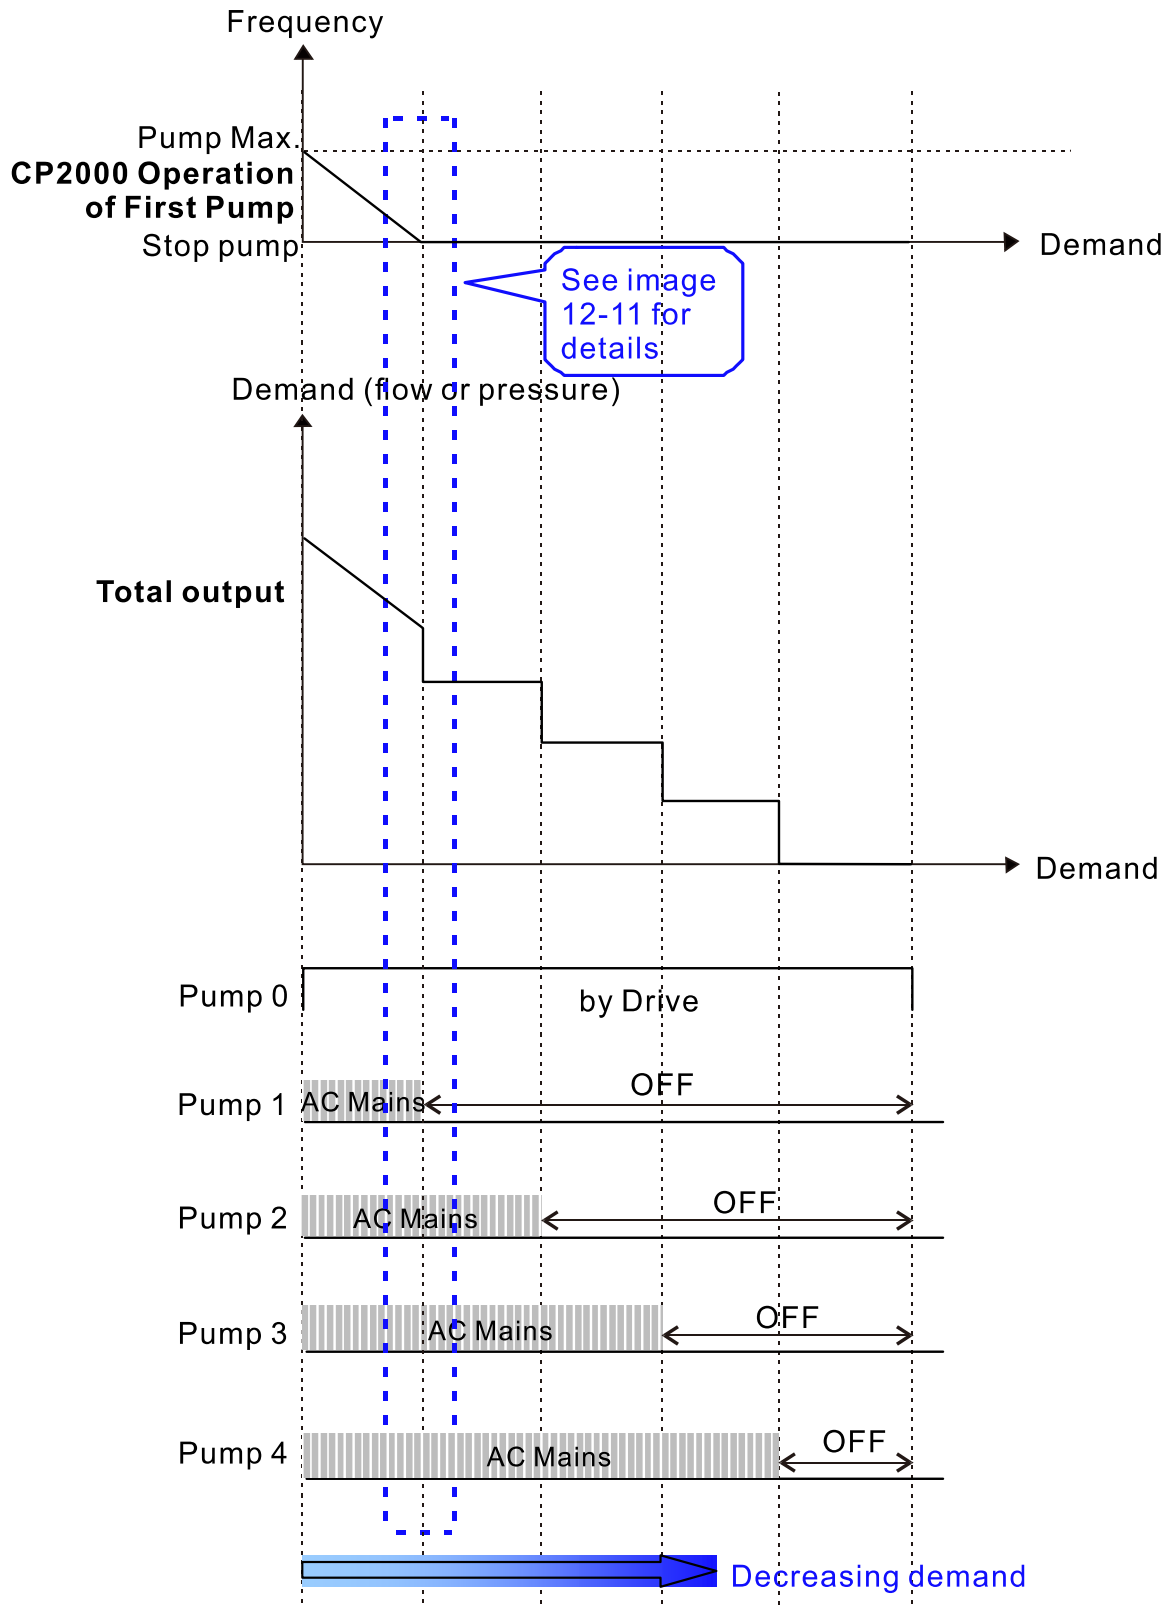 Frequency
Pump Max.
CP2000 Operation
of First Pump
Stop pump
Demand
See image
12-11 for
details
Demand (flow or pressure)
Total output
Demand
Pump 0
by Drive
Pump 1
AC Mains
OFF
Pump 2
AC Mains
OFF
Pump 3
AC Mains
OFF
Pump 4
AC Mains
OFF
Decreasing demand